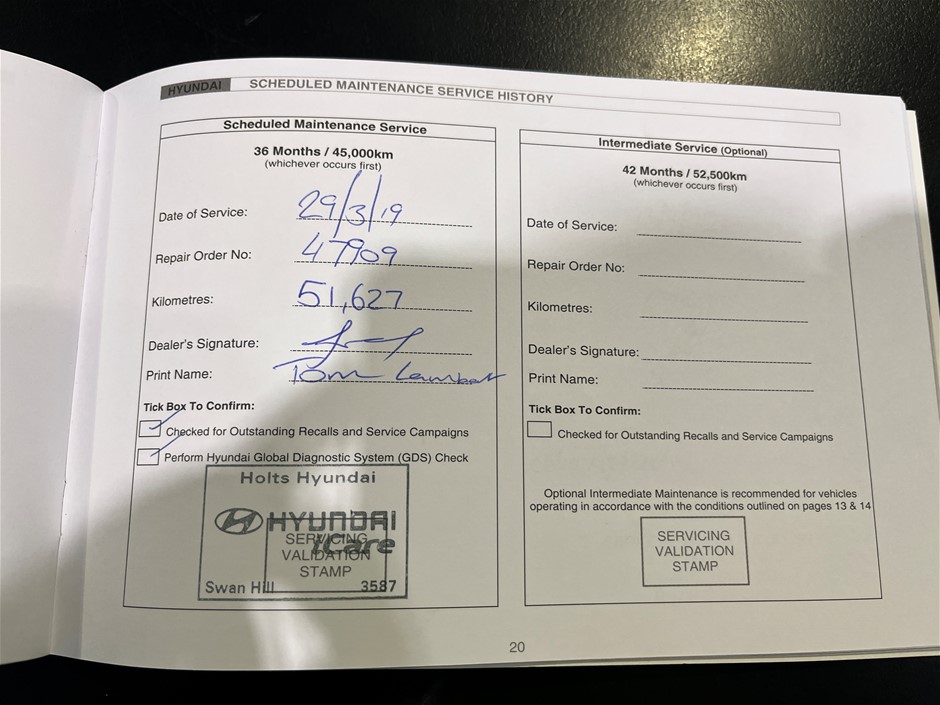 HYUNDAI SCHEDULED MAINTENANCE SERVICE HISTORY
Scheduled Maintenance Service
36 Months / 45,000km
(whichever occurs first)
Date of Service: 29/3/19
Repair Order No: 47909
Kilometres: 51,627
Dealer's Signature:
Print Name: Tom Lambert
Tick Box To Confirm:
Checked for Outstanding Recalls and Service Campaigns
Perform Hyundai Global Diagnostic System (GDS) Check
Holts Hyundai
HYUNDAI
iCare
SERVICING
VALIDATION
STAMP
Swan Hill 3587
Intermediate Service (Optional)
42 Months / 52,500km
(whichever occurs first)
Date of Service:
Repair Order No:
Kilometres:
Dealer's Signature:
Print Name:
Tick Box To Confirm:
Checked for Outstanding Recalls and Service Campaigns
Optional Intermediate Maintenance is recommended for vehicles
operating in accordance with the conditions outlined on pages 13 & 14
SERVICING
VALIDATION
STAMP
20